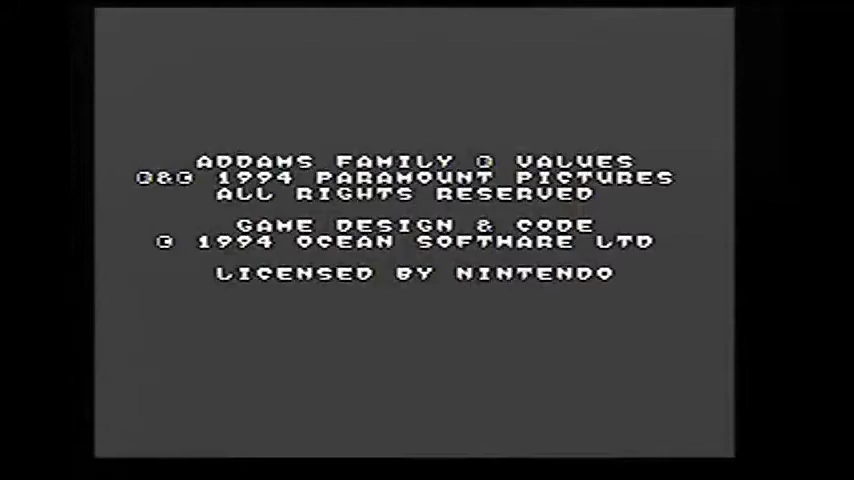 ADDAMS FAMILY ® VALUES
®&© 1994 PARAMOUNT PICTURES
ALL RIGHTS RESERVED
GAME DESIGN & CODE
© 1994 OCEAN SOFTWARE LTD
LICENSED BY NINTENDO